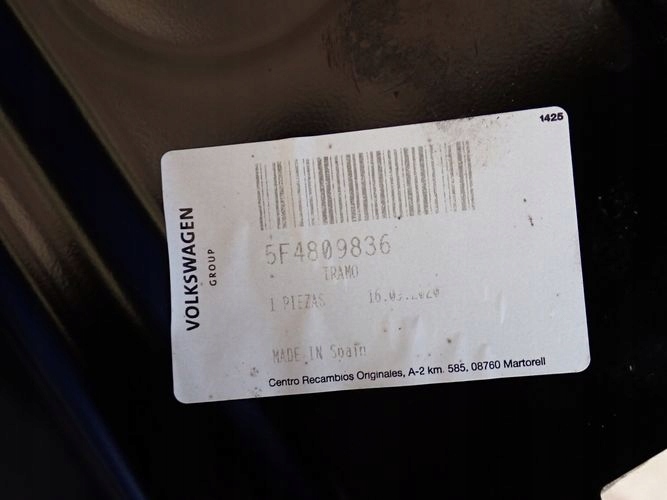 1425
VOLKSWAGEN
GROUP
5F4809836
TRAMO
1 PIEZAS
MADE IN Spain
Centro Recambios Originales, A-2 km. 585, 08760 Martorell